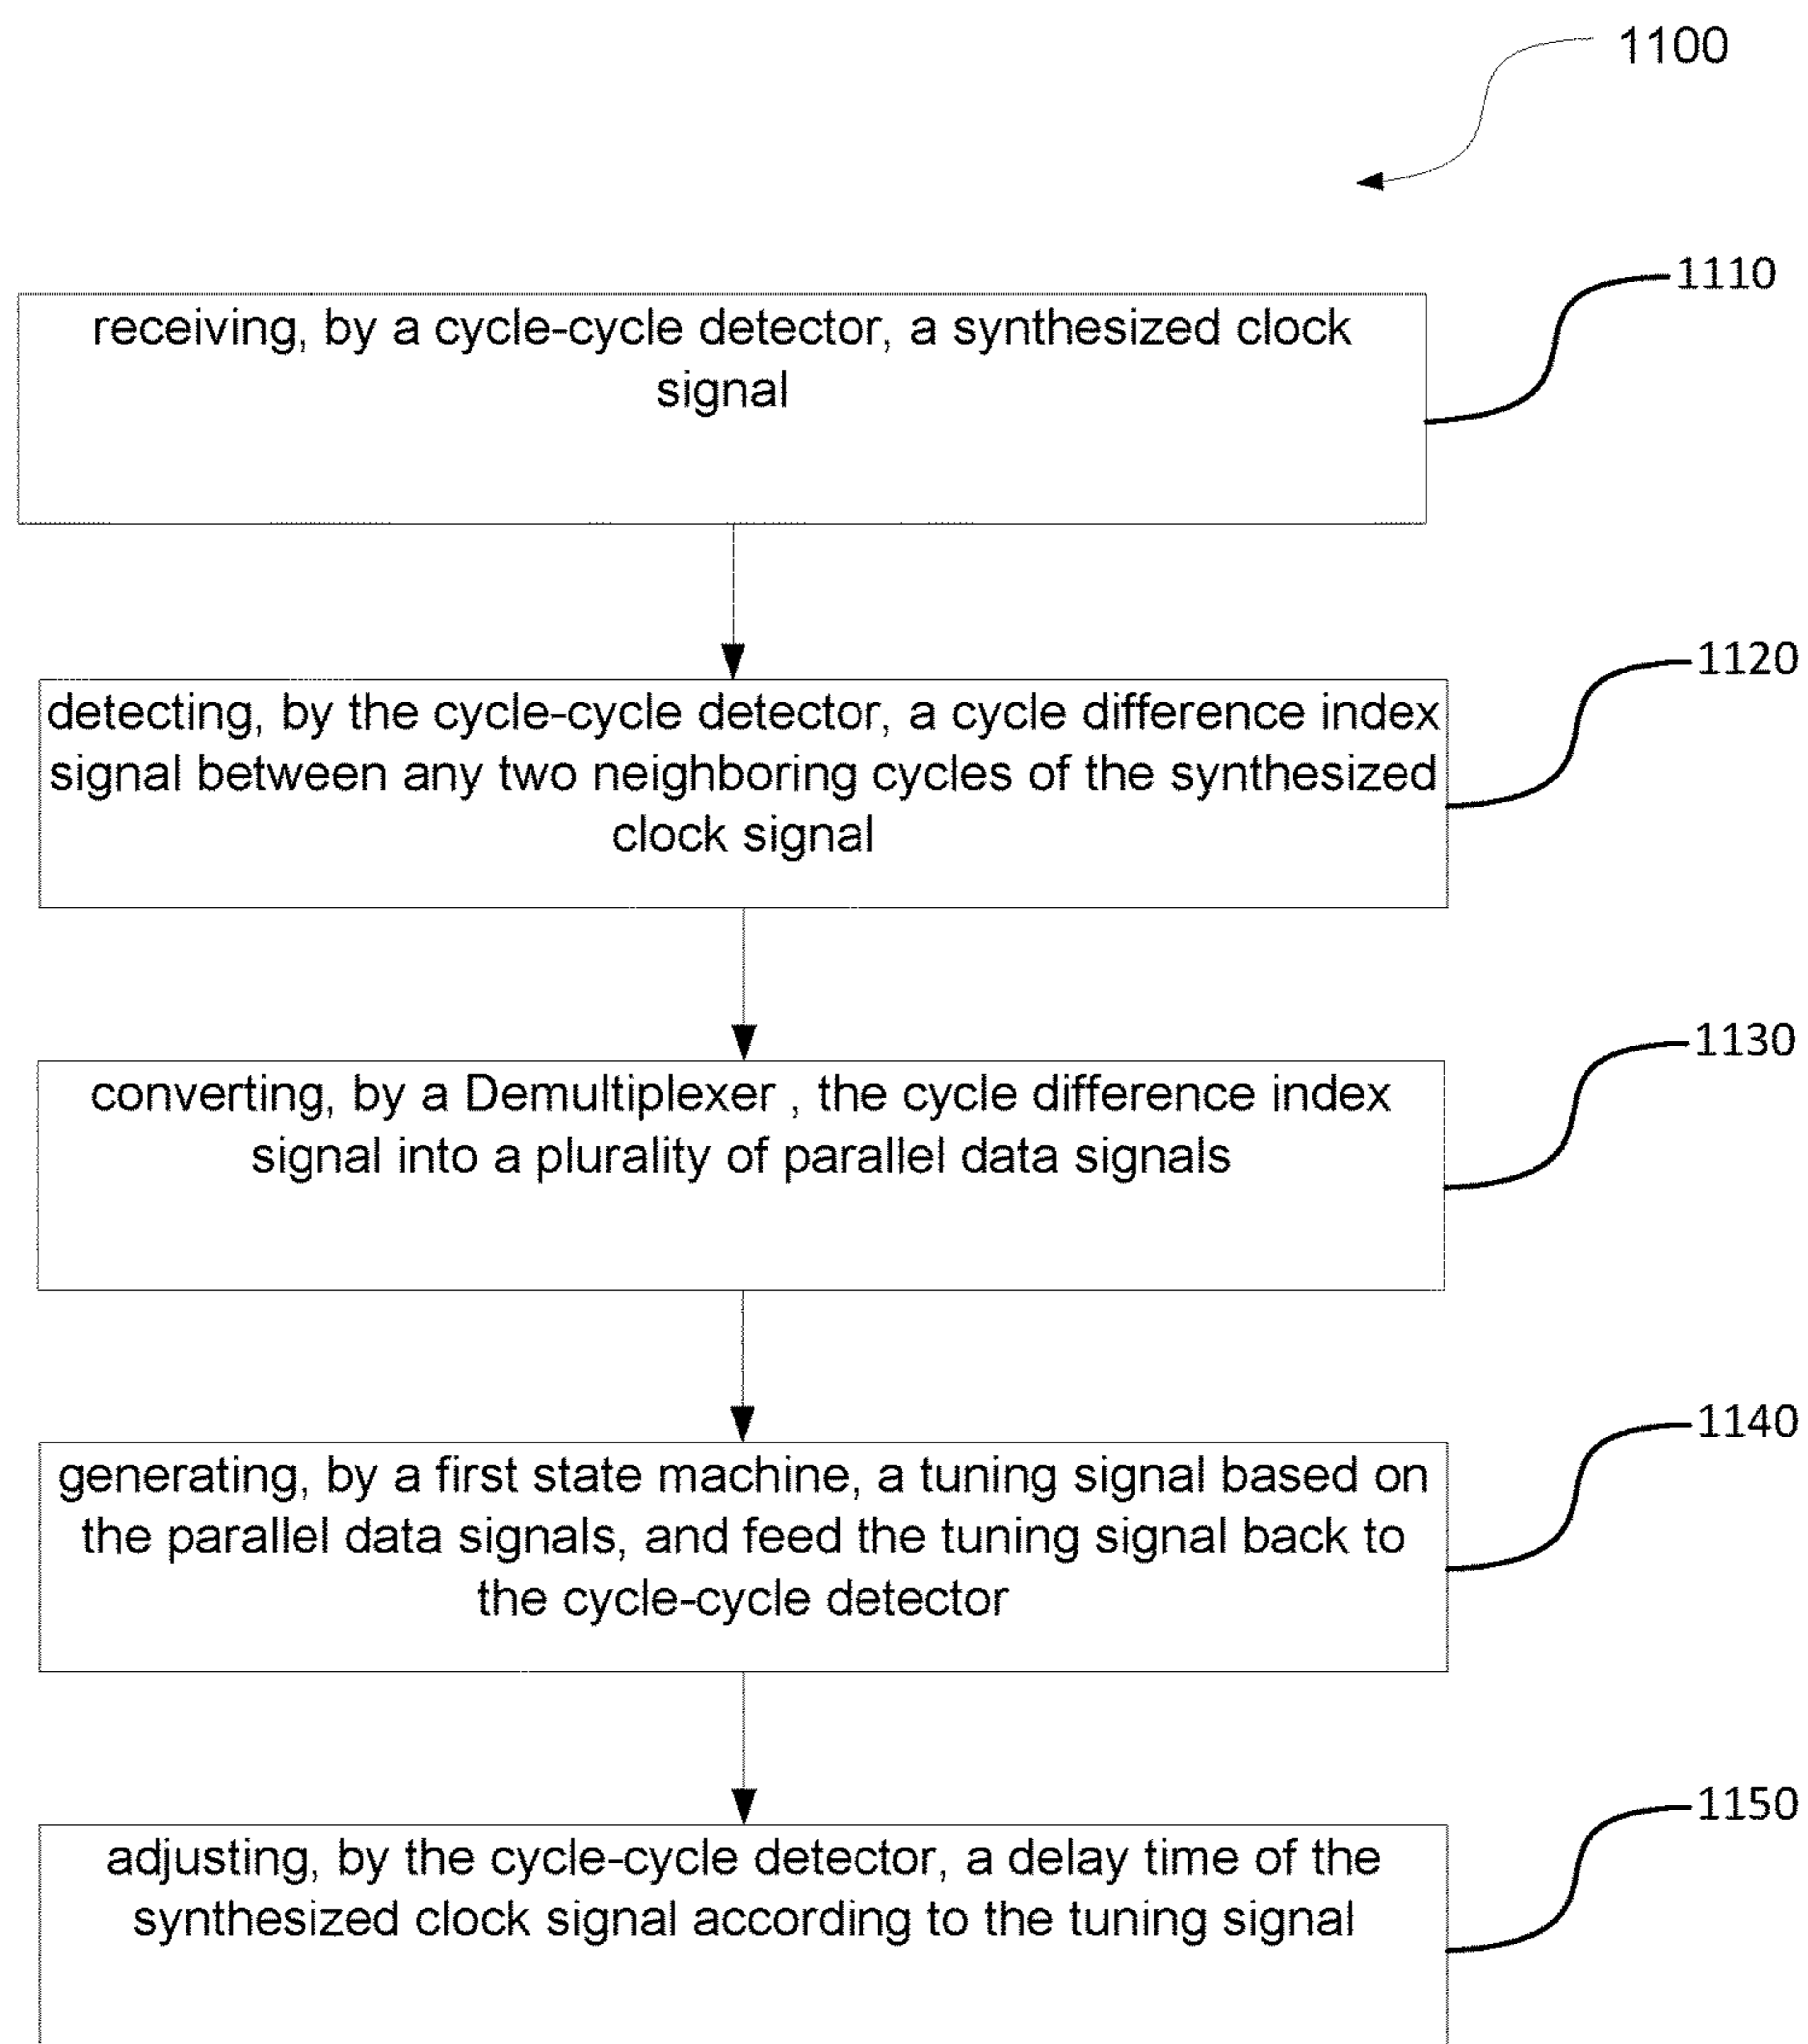 1100
1110
receiving, by a cycle-cycle detector, a synthesized clock
signal
1120
detecting, by the cycle-cycle detector, a cycle difference index
signal between any two neighboring cycles of the synthesized
clock signal
1130
converting, by a Demultiplexer , the cycle difference index
signal into a plurality of parallel data signals
1140
generating, by a first state machine, a tuning signal based on
the parallel data signals, and feed the tuning signal back to
the cycle-cycle detector
1150
adjusting, by the cycle-cycle detector, a delay time of the
synthesized clock signal according to the tuning signal